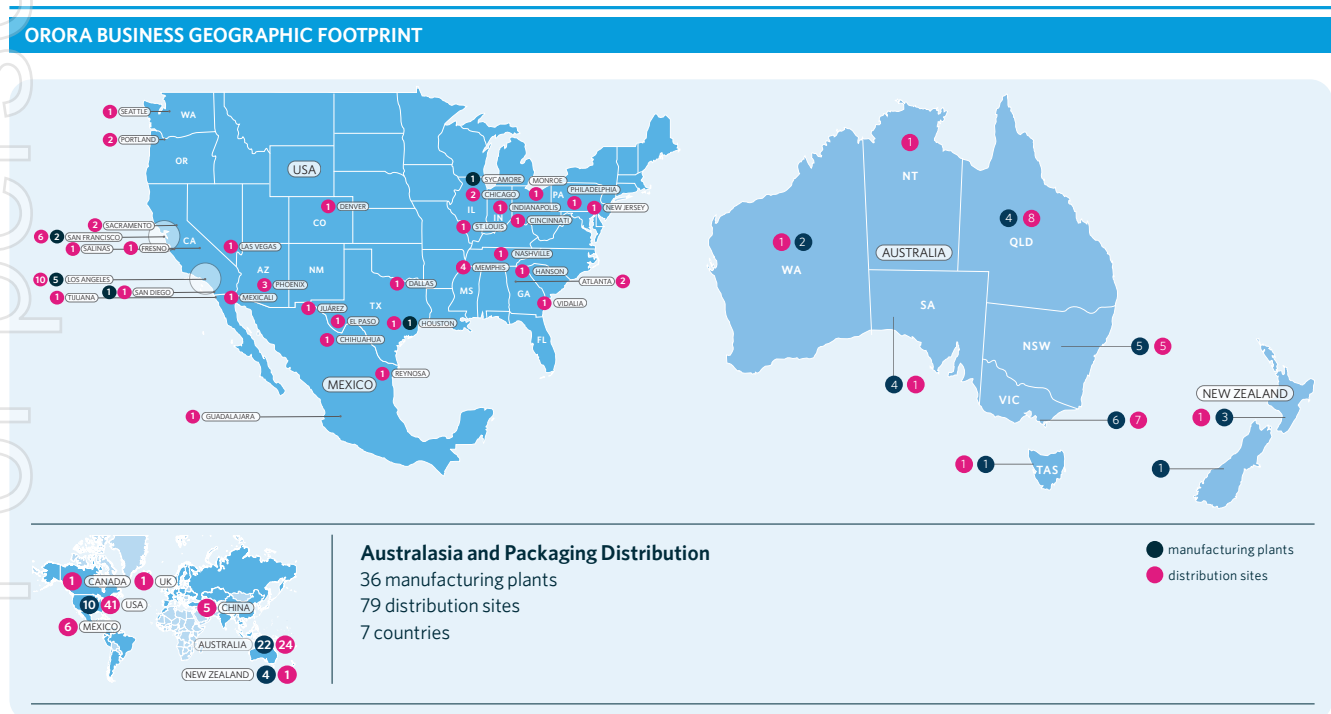 ORORA BUSINESS GEOGRAPHIC FOOTPRINT
1 SEATTLE
WA
2 PORTLAND
OR
USA
1 SYCAMORE
MONROE
1
2 CHICAGO
PHILADELPHIA
PA
1
IL
IN
1 INDIANAPOLIS
1 NEW JERSEY
1 DENVER
CO
1 CINCINNATI
1 ST LOUIS
2 SACRAMENTO
6 2 SAN FRANCISCO
CA
1 SALINAS
1 FRESNO
1 LAS VEGAS
1 NASHVILLE
4 MEMPHIS
1 HANSON
AZ
NM
10 5 LOS ANGELES
3 PHOENIX
1 DALLAS
ATLANTA 2
MS
GA
1 1 SAN DIEGO
1 TIJUANA
1 MEXICALI
1 VIDALIA
TX
1 JUÁREZ
1 EL PASO
1 1 HOUSTON
1 CHIHUAHUA
FL
1 REYNOSA
MEXICO
1 GUADALAJARA
1
NT
4 8
QLD
1 2
WA
AUSTRALIA
SA
NSW
5 5
4 1
VIC
6 7
NEW ZEALAND
1 3
1 1
TAS
1
1 CANADA
1 UK
10 41 USA
5 CHINA
6 MEXICO
AUSTRALIA 22 24
NEW ZEALAND 4 1
Australasia and Packaging Distribution
36 manufacturing plants
79 distribution sites
7 countries
manufacturing plants
distribution sites